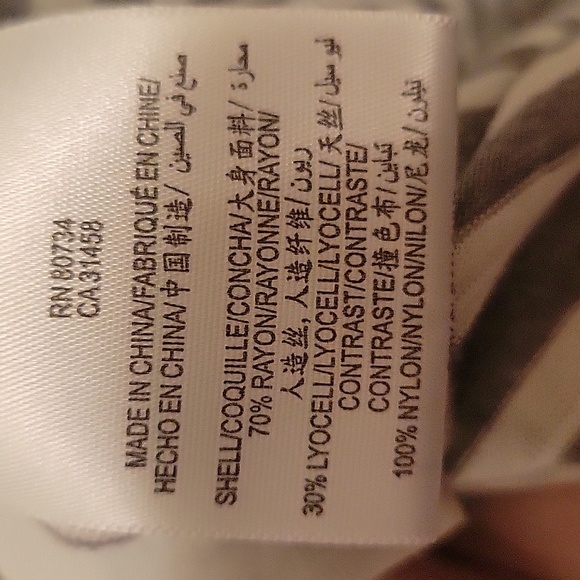 RN 80734
CA 311458
MADE IN CHINA/FABRIQUÉ EN CHINE/
HECHO EN CHINA/中国制造/ صنع في الصين
SHELL/COQUILLE/CONCHA/大身面料/ محارة
70% RAYON/RAYONNE/RAYON/
人造丝, 人造纤维/ ريون
30% LYOCELL/LYOCELL/LYOCELL/天丝/ ليوسيل
CONTRAST/CONTRASTE/
CONTRASTE/撞色布/ تباين
100% NYLON/NYLON/NILON/尼龙/ نيلون